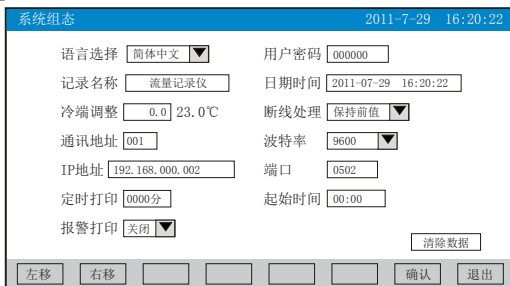 系统组态 2011-7-29 16:20:22
语言选择 简体中文 用户密码 000000
记录名称 流量记录仪 日期时间 2011-07-29 16:20:22
冷端调整 0.0 23.0℃ 断线处理 保持前值
通讯地址 001 波特率 9600
IP地址 192.168.000.002 端口 0502
定时打印 0000分 起始时间 00:00
报警打印 关闭
清除数据
左移 右移 确认 退出